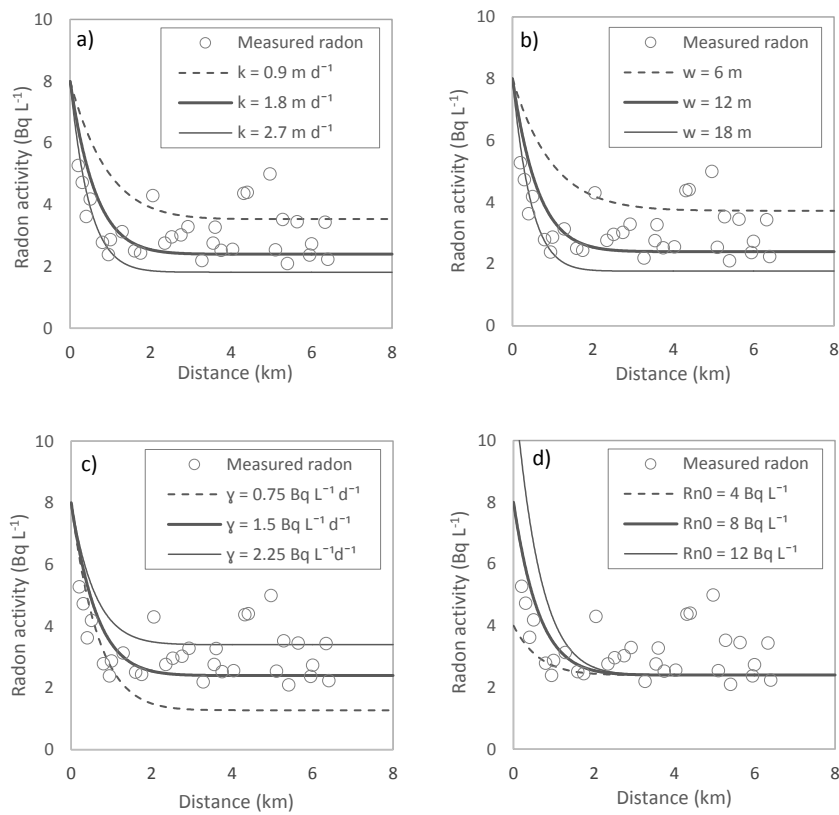 a)
Measured radon
k = 0.9 m d⁻¹
k = 1.8 m d⁻¹
k = 2.7 m d⁻¹
10
8
6
4
2
0
Radon activity (Bq L⁻¹)
0 2 4 6 8
Distance (km)
b)
Measured radon
w = 6 m
w = 12 m
w = 18 m
10
8
6
4
2
0
Radon activity (Bq L⁻¹)
0 2 4 6 8
Distance (km)
c)
Measured radon
ɣ = 0.75 Bq L⁻¹ d⁻¹
ɣ = 1.5 Bq L⁻¹ d⁻¹
ɣ = 2.25 Bq L⁻¹d⁻¹
10
8
6
4
2
0
Radon activity (Bq L⁻¹)
0 2 4 6 8
Distance (km)
d)
Measured radon
Rn0 = 4 Bq L⁻¹
Rn0 = 8 Bq L⁻¹
Rn0 = 12 Bq L⁻¹
10
8
6
4
2
0
Radon activity (Bq L⁻¹)
0 2 4 6 8
Distance (km)